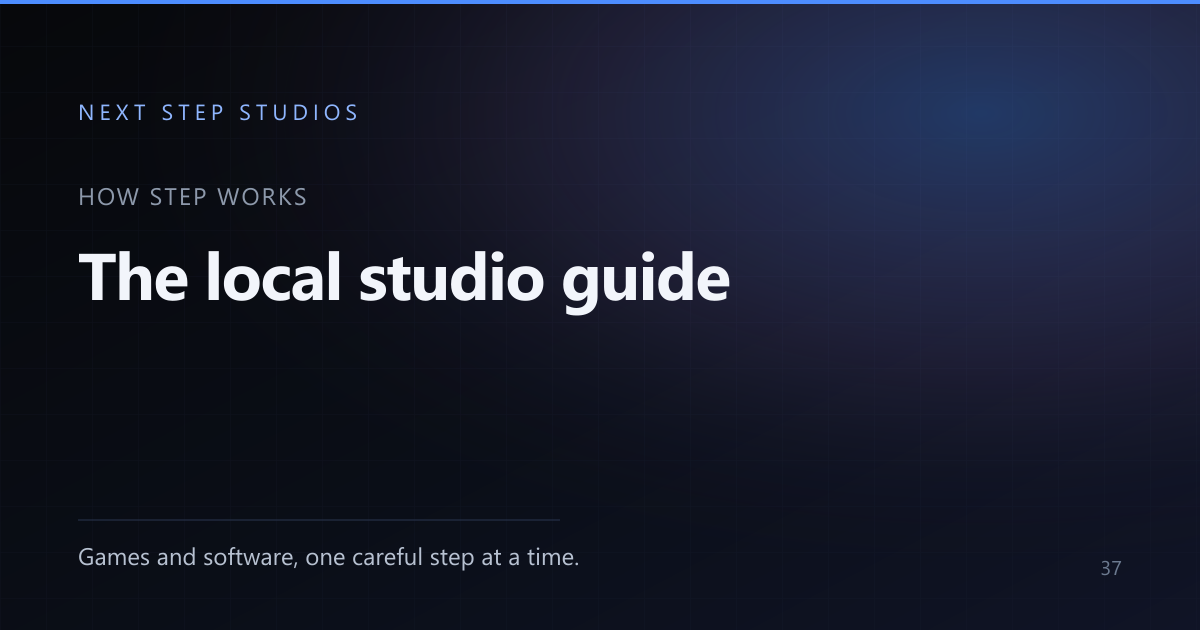 NEXT STEP STUDIOS
HOW STEP WORKS
The local studio guide
Games and software, one careful step at a time.
37